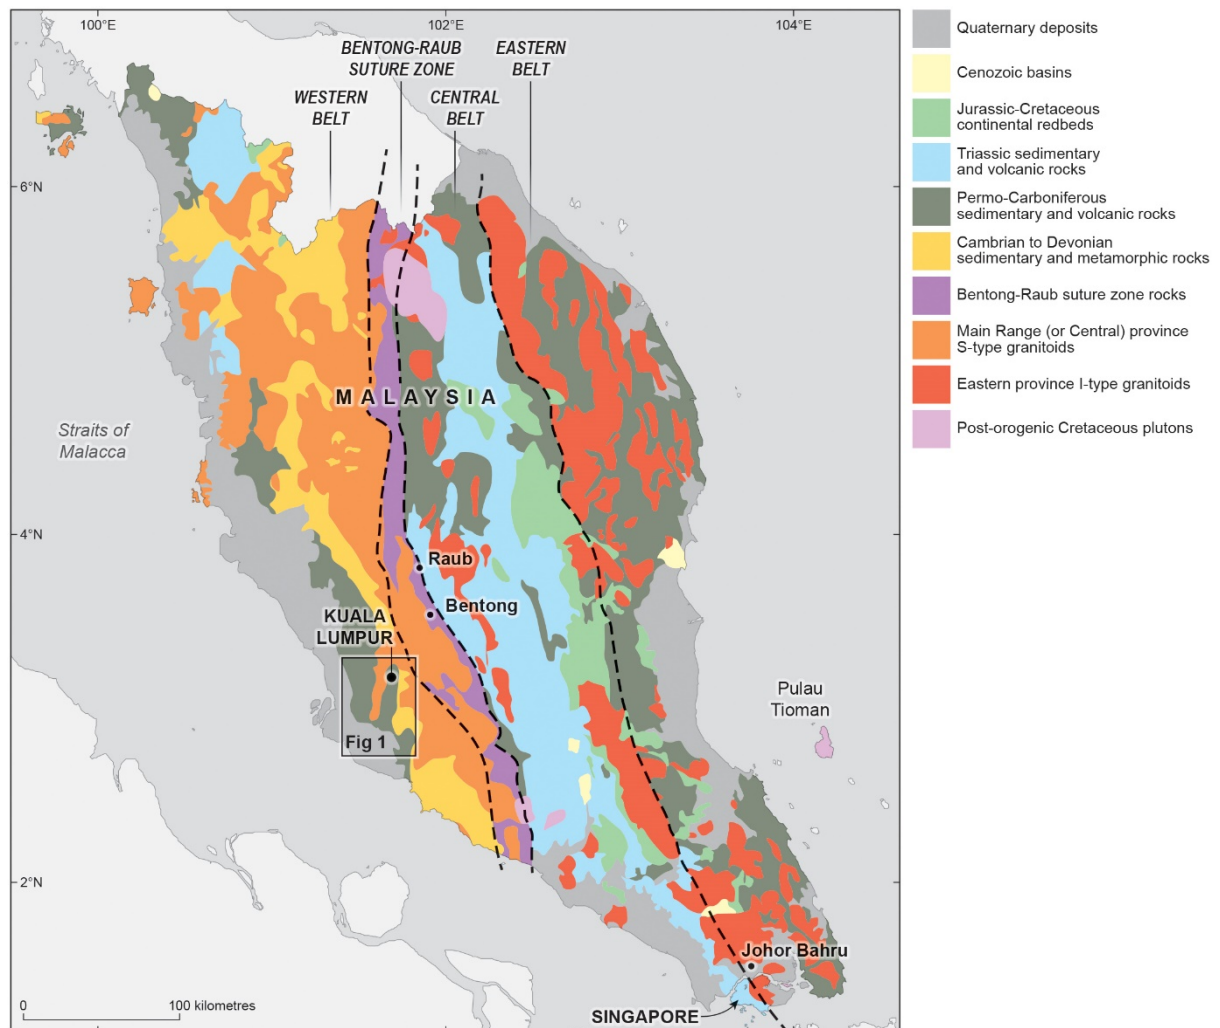 100°E
102°E
104°E
BENTONG-RAUB
SUTURE ZONE
EASTERN
BELT
WESTERN
BELT
CENTRAL
BELT
6°N
MALAYSIA
Straits of
Malacca
4°N
Raub
Bentong
KUALA
LUMPUR
Fig 1
Pulau
Tioman
2°N
Johor Bahru
SINGAPORE
0
100 kilometres
Quaternary deposits
Cenozoic basins
Jurassic-Cretaceous
continental redbeds
Triassic sedimentary
and volcanic rocks
Permo-Carboniferous
sedimentary and volcanic rocks
Cambrian to Devonian
sedimentary and metamorphic rocks
Bentong-Raub suture zone rocks
Main Range (or Central) province
S-type granitoids
Eastern province I-type granitoids
Post-orogenic Cretaceous plutons